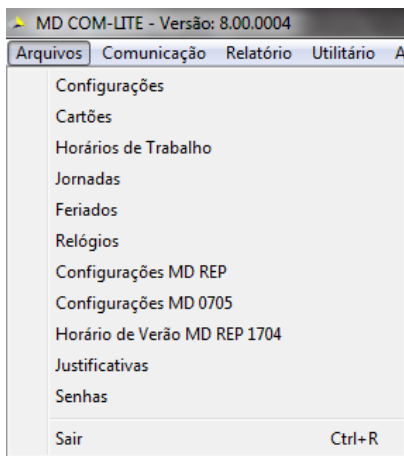 MD COM-LITE - Versão: 8.00.0004
Arquivos Comunicação Relatório Utilitário A
Configurações
Cartões
Horários de Trabalho
Jornadas
Feriados
Relógios
Configurações MD REP
Configurações MD 0705
Horário de Verão MD REP 1704
Justificativas
Senhas
Sair Ctrl+R